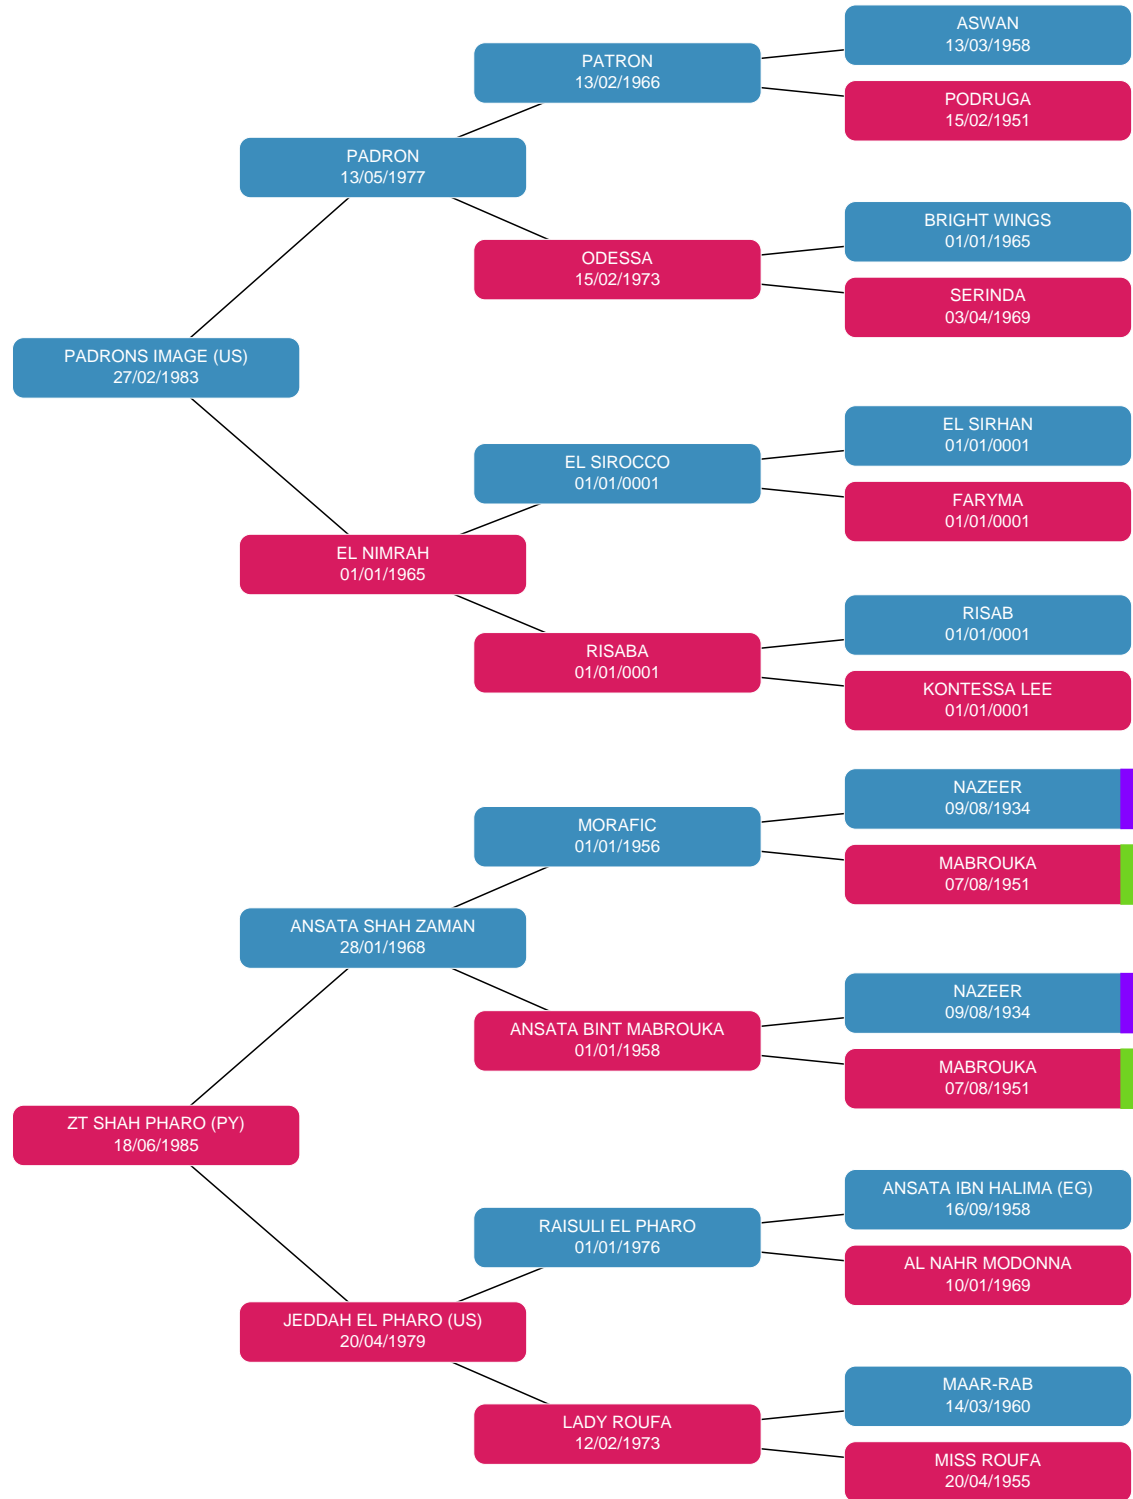 ASWAN
13/03/1958
PATRON
13/02/1966
PODRUGA
15/02/1951
PADRON
13/05/1977
BRIGHT WINGS
01/01/1965
ODESSA
15/02/1973
SERINDA
03/04/1969
PADRONS IMAGE (US)
27/02/1983
EL SIRHAN
01/01/0001
EL SIROCCO
01/01/0001
FARYMA
01/01/0001
EL NIMRAH
01/01/1965
RISAB
01/01/0001
RISABA
01/01/0001
KONTESSA LEE
01/01/0001
NAZEER
09/08/1934
MORAFIC
01/01/1956
MABROUKA
07/08/1951
ANSATA SHAH ZAMAN
28/01/1968
NAZEER
09/08/1934
ANSATA BINT MABROUKA
01/01/1958
MABROUKA
07/08/1951
ZT SHAH PHARO (PY)
18/06/1985
ANSATA IBN HALIMA (EG)
16/09/1958
RAISULI EL PHARO
01/01/1976
AL NAHR MODONNA
10/01/1969
JEDDAH EL PHARO (US)
20/04/1979
MAAR-RAB
14/03/1960
LADY ROUFA
12/02/1973
MISS ROUFA
20/04/1955